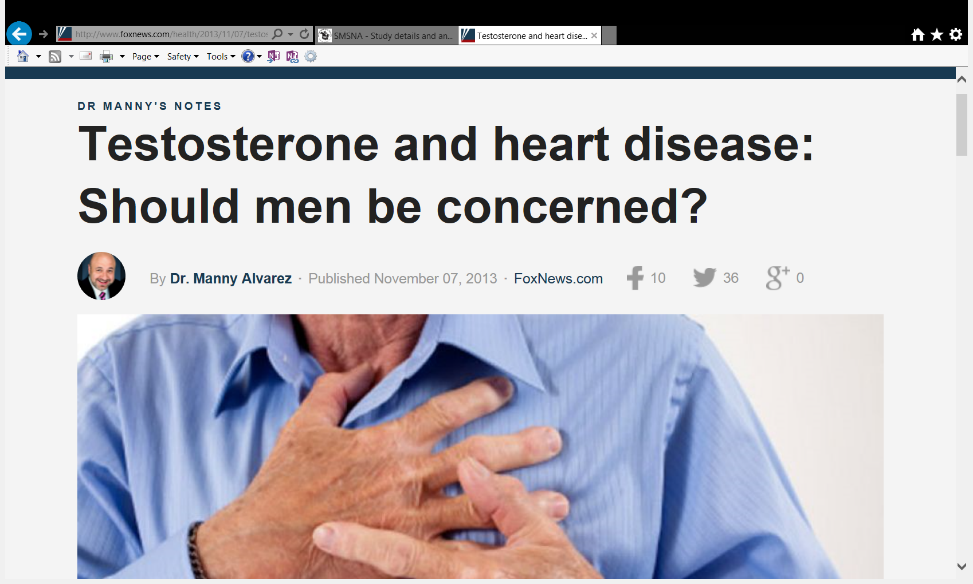 http://www.foxnews.com/health/2013/11/07/testos
SMSNA - Study details and an...
Testosterone and heart dise...
Page
Safety
Tools
DR MANNY'S NOTES
Testosterone and heart disease:
Should men be concerned?
By Dr. Manny Alvarez · Published November 07, 2013 · FoxNews.com
10
36
g+ 0